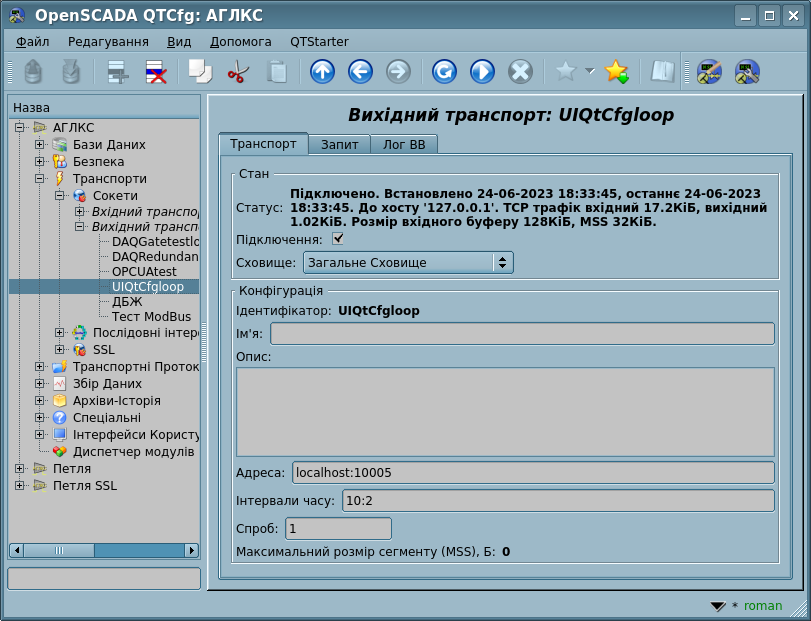 OpenSCADA QTCfg: АГЛКС
Файл Редагування Вид Допомога QTStarter
Назва
АГЛКС
Бази Даних
Безпека
Транспорти
Сокети
Вхідний транспо
Вихідний трансп
DAQGatetestlo
DAQRedundan
OPCUAtest
UIQtCfgloop
ДБЖ
Тест ModBus
Послідовні інтер
SSL
Транспортні Проток
Збір Даних
Архіви-Історія
Спеціальні
Інтерфейси Користу
Диспетчер модулів
Петля
Петля SSL
Вихідний транспорт: UIQtCfgloop
Транспорт Запит Лог ВВ
Стан
Статус: Підключено. Встановлено 24-06-2023 18:33:45, останнє 24-06-2023
18:33:45. До хосту '127.0.0.1'. TCP трафік вхідний 17.2КіБ, вихідний
1.02КіБ. Розмір вхідного буферу 128КіБ, MSS 32КіБ.
Підключення:
Сховище: Загальне Сховище
Конфігурація
Ідентифікатор: UIQtCfgloop
Ім'я:
Опис:
Адреса: localhost:10005
Інтервали часу: 10:2
Спроб: 1
Максимальний розмір сегменту (MSS), Б: 0
* roman